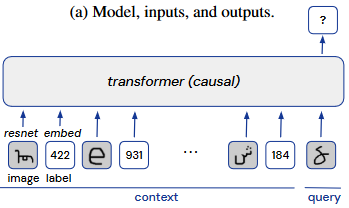 (a) Model, inputs, and outputs.
?
transformer (causal)
resnet embed
422 931 ... 184
image label
context query